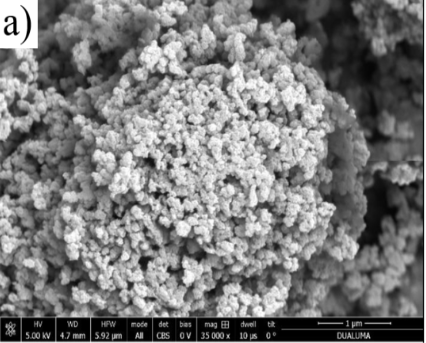 a)
HV WD HFW mode det bias mag dwell tilt 1 µm
5.00 kV 4.7 mm 5.92 µm All CBS 0 V 35 000 x 10 µs 0 ° DUALUMA